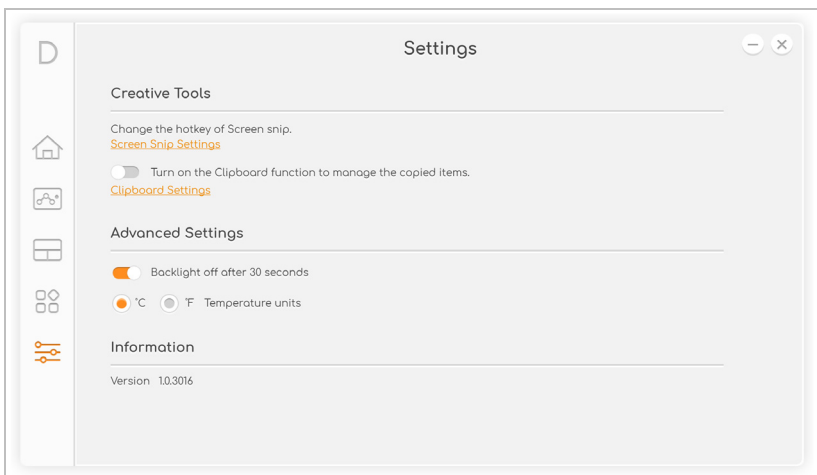 D
Settings
Creative Tools
Change the hotkey of Screen snip.
Screen Snip Settings
Turn on the Clipboard function to manage the copied items.
Clipboard Settings
Advanced Settings
Backlight off after 30 seconds
°C °F Temperature units
Information
Version 1.0.3016